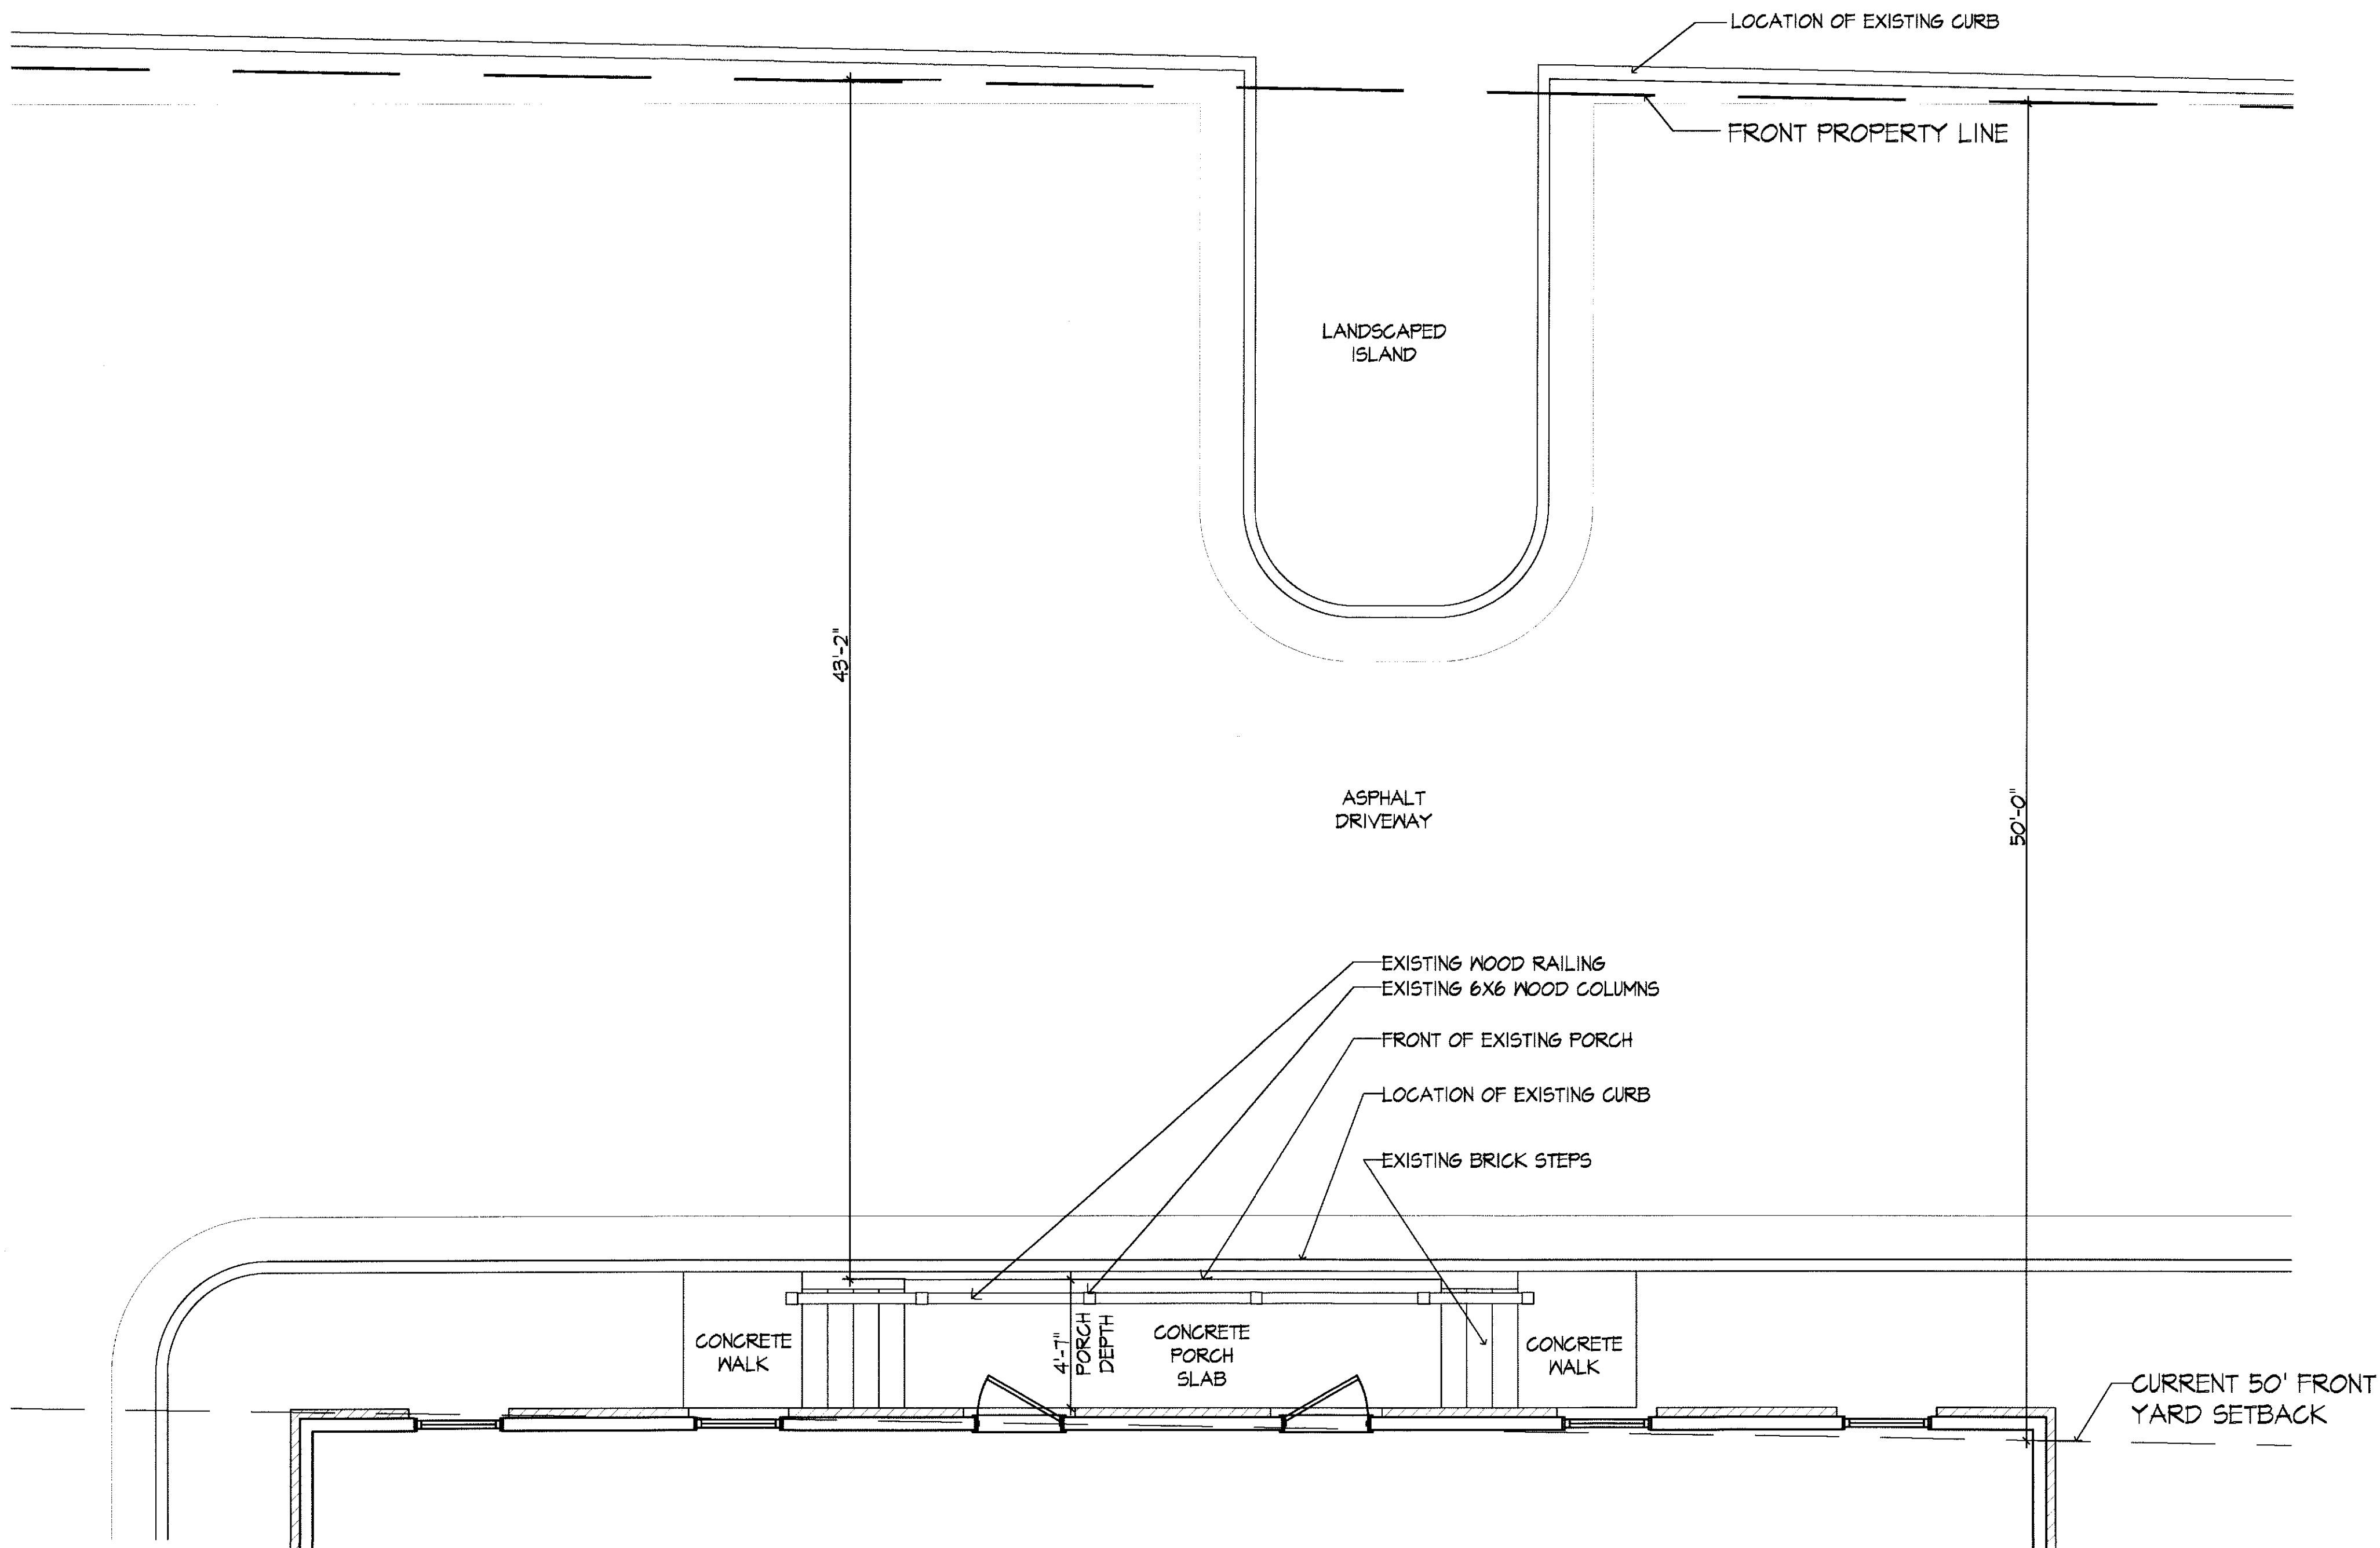 LOCATION OF EXISTING CURB
FRONT PROPERTY LINE
LANDSCAPED
ISLAND
43'-2"
ASPHALT
DRIVEWAY
50'-0"
EXISTING WOOD RAILING
EXISTING 6X6 WOOD COLUMNS
FRONT OF EXISTING PORCH
LOCATION OF EXISTING CURB
EXISTING BRICK STEPS
CONCRETE
WALK
4'-7"
PORCH
DEPTH
CONCRETE
PORCH
SLAB
CONCRETE
WALK
CURRENT 50' FRONT
YARD SETBACK